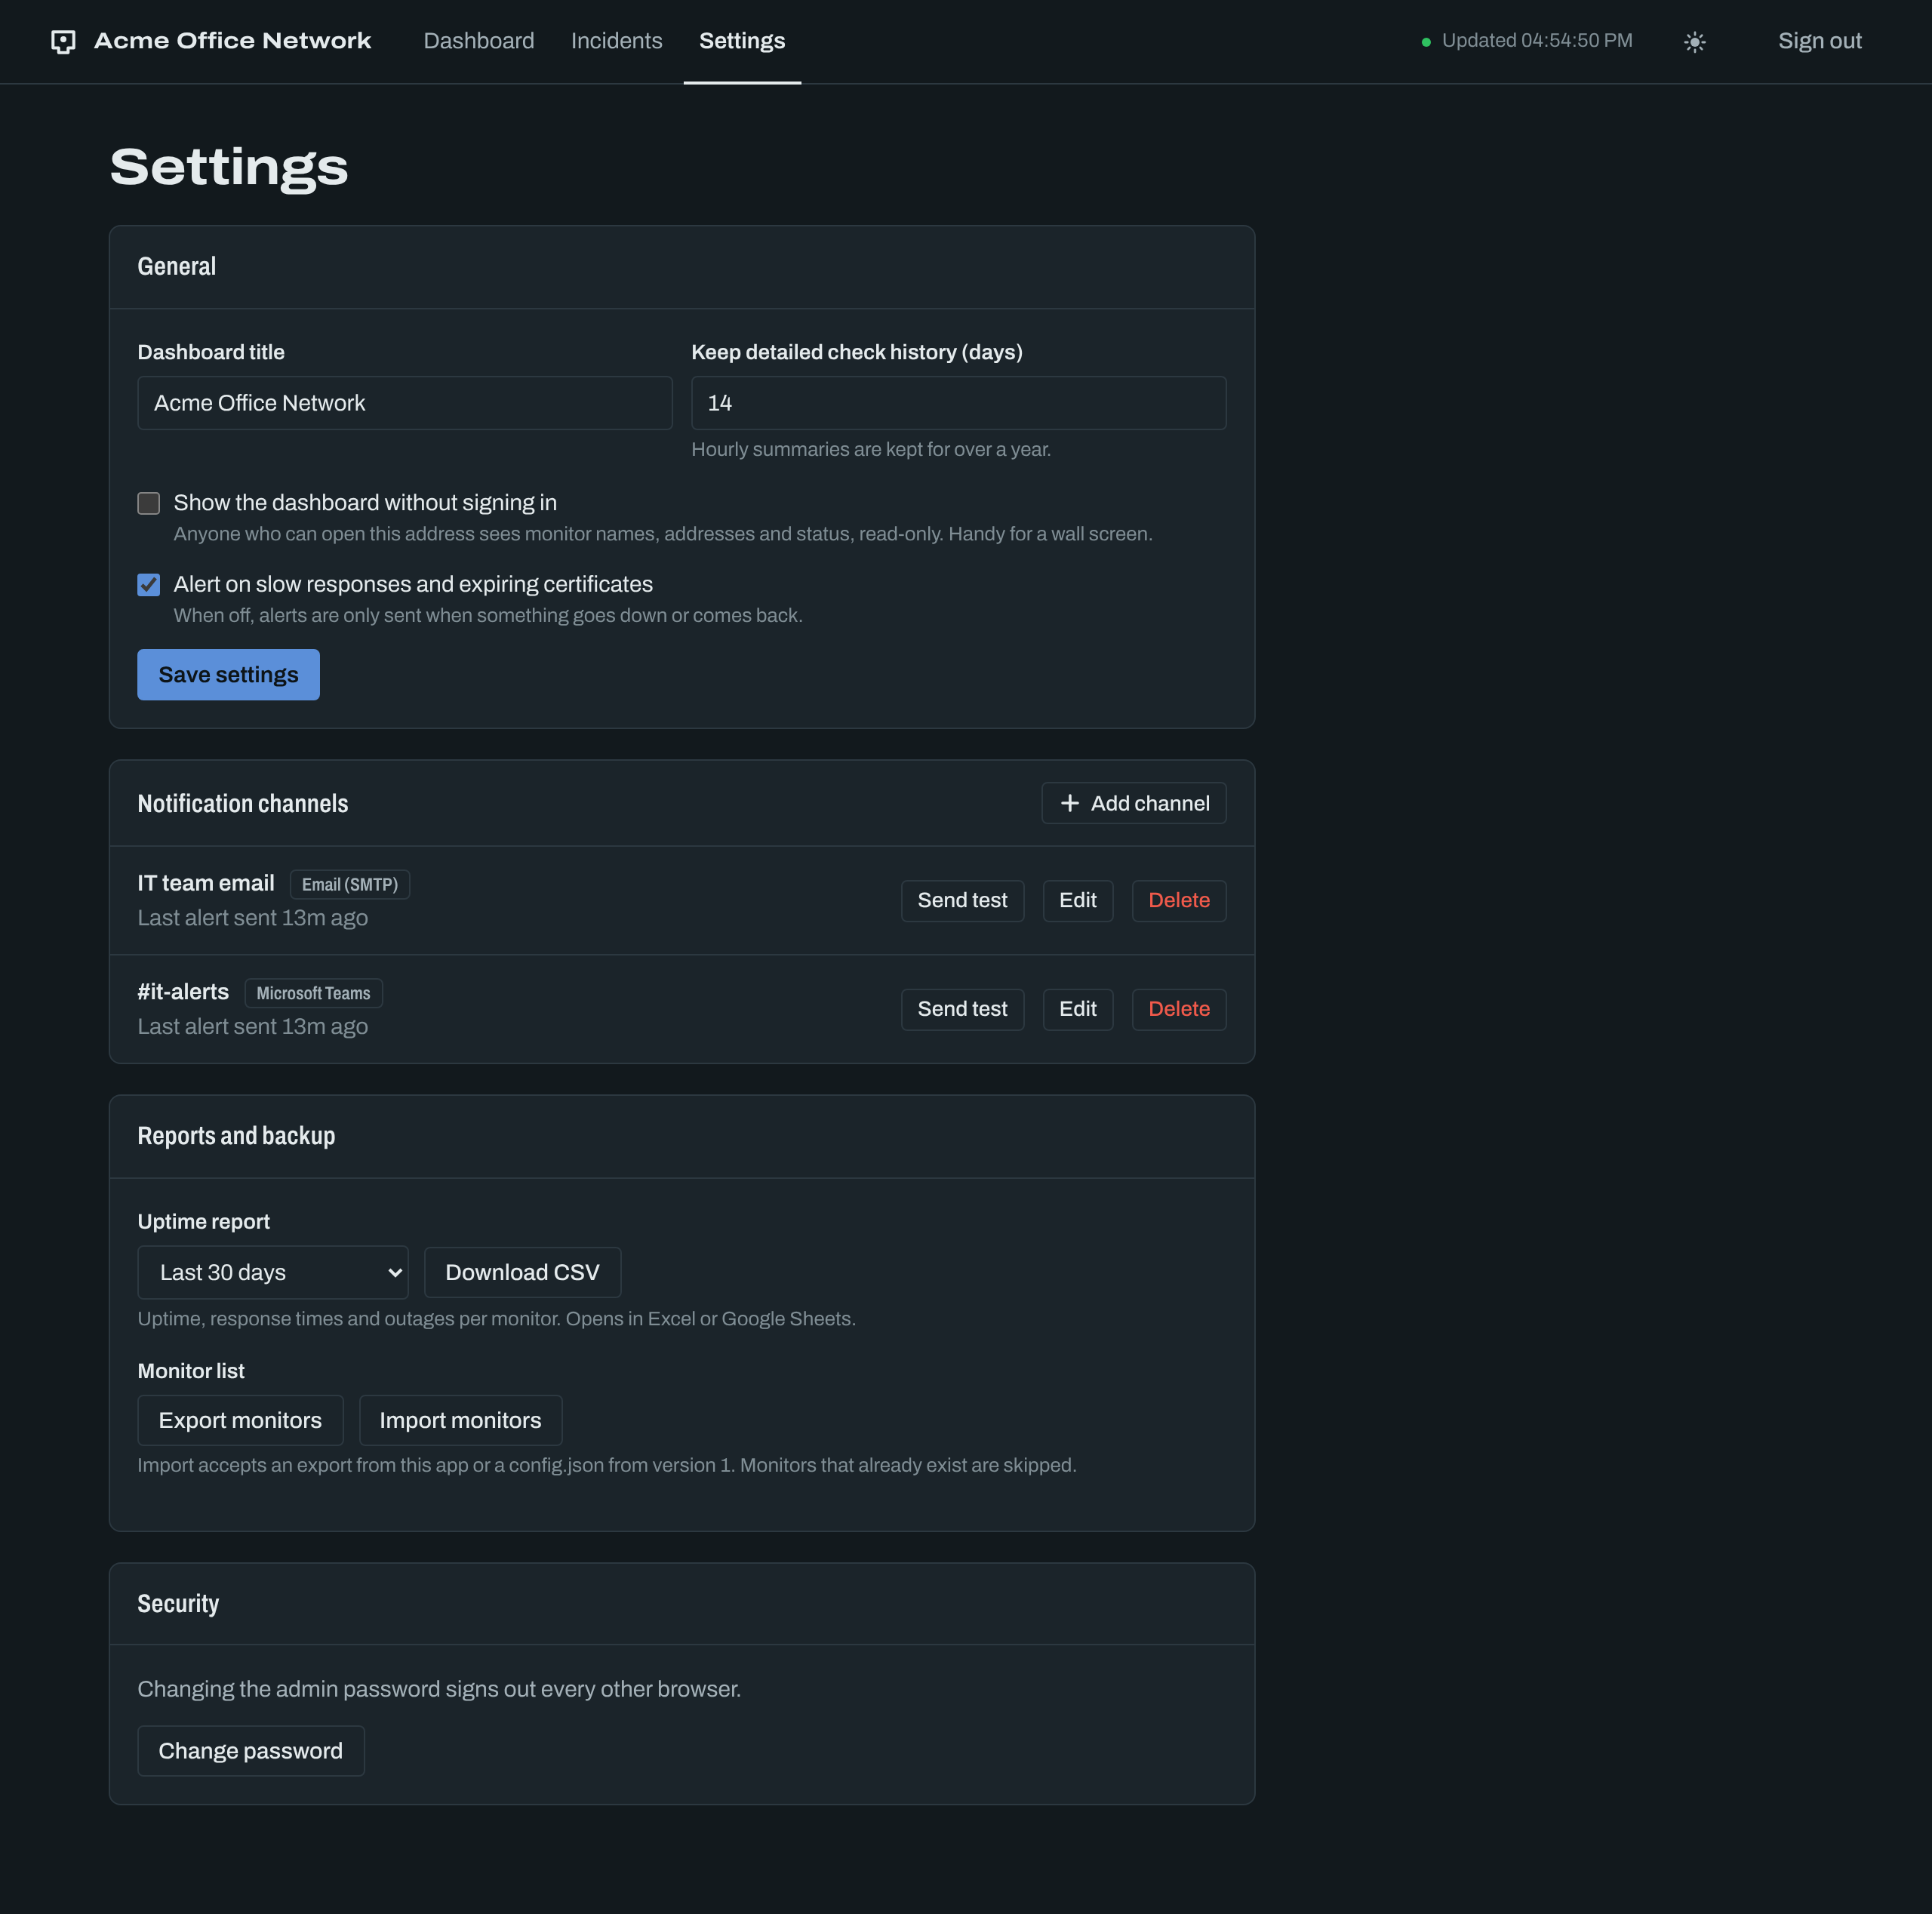 Acme Office Network Dashboard Incidents Settings Updated 04:54:50 PM Sign out
Settings
General
Dashboard title Keep detailed check history (days)
Acme Office Network 14
Hourly summaries are kept for over a year.
Show the dashboard without signing in
Anyone who can open this address sees monitor names, addresses and status, read-only. Handy for a wall screen.
Alert on slow responses and expiring certificates
When off, alerts are only sent when something goes down or comes back.
Save settings
Notification channels Add channel
IT team email Email (SMTP)
Last alert sent 13m ago
Send test Edit Delete
#it-alerts Microsoft Teams
Last alert sent 13m ago
Send test Edit Delete
Reports and backup
Uptime report
Last 30 days Download CSV
Uptime, response times and outages per monitor. Opens in Excel or Google Sheets.
Monitor list
Export monitors Import monitors
Import accepts an export from this app or a config.json from version 1. Monitors that already exist are skipped.
Security
Changing the admin password signs out every other browser.
Change password